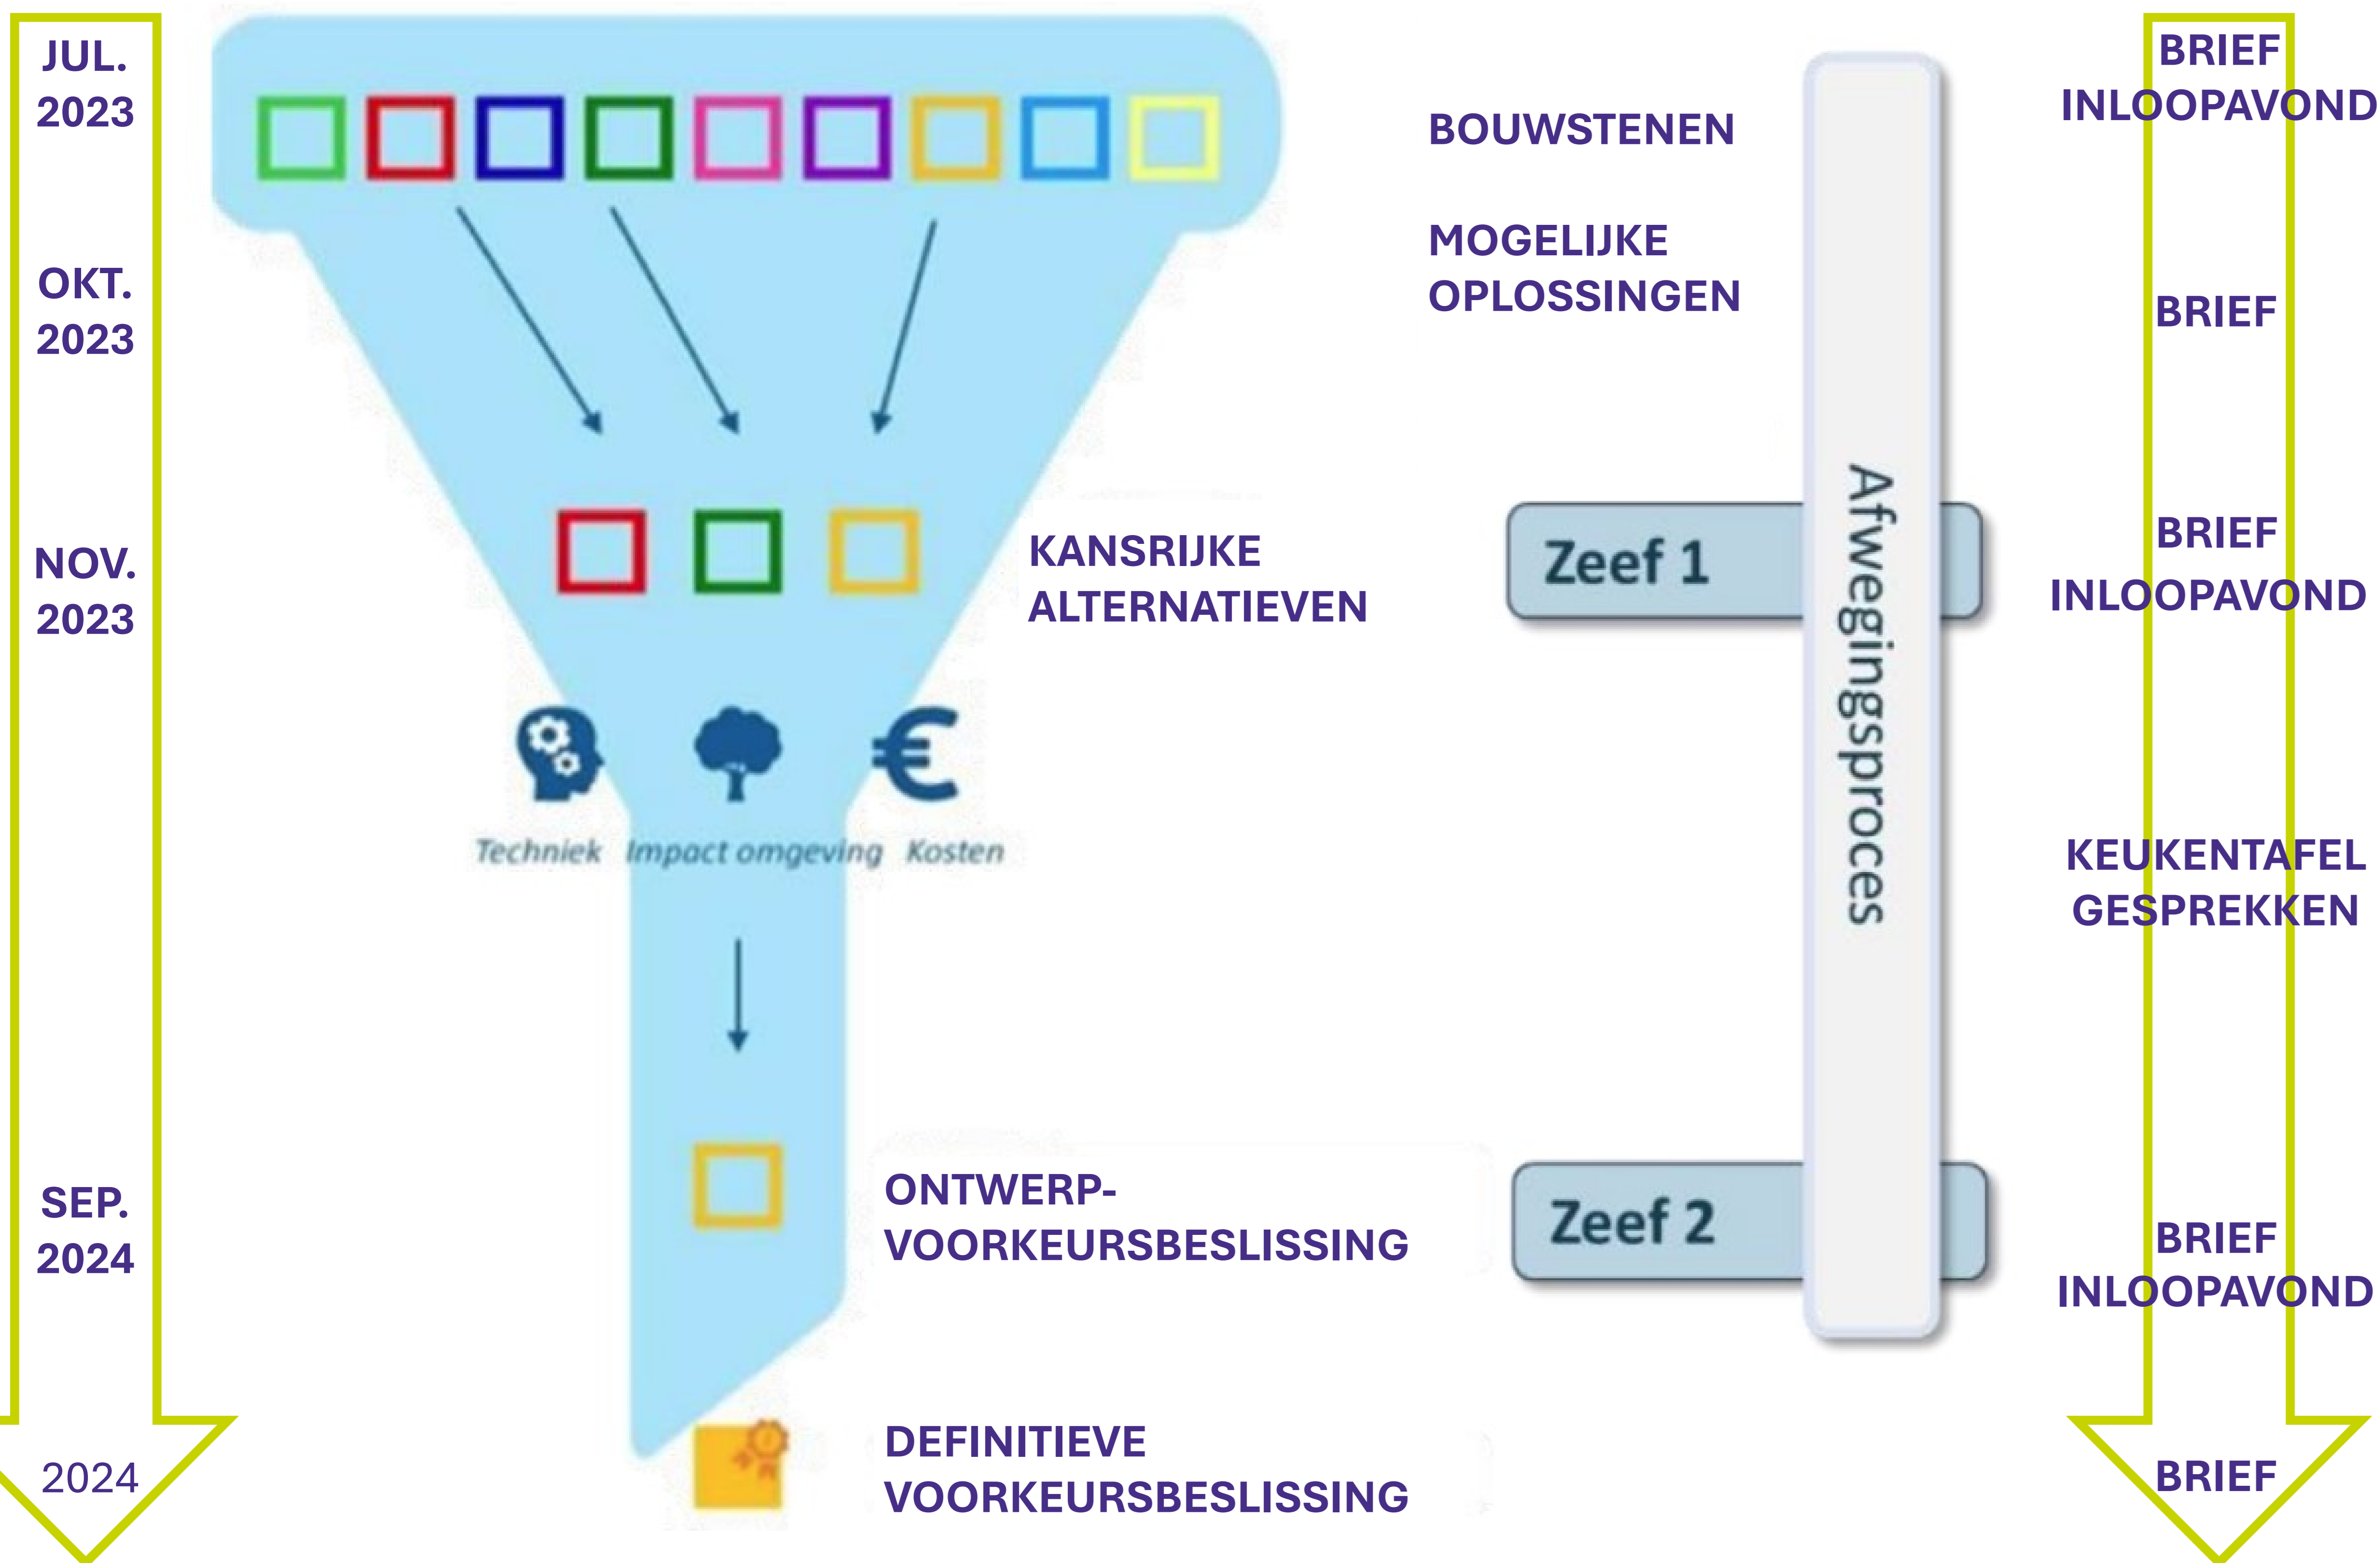 JUL.
2023
OKT.
2023
NOV.
2023
SEP.
2024
2024
BOUWSTENEN
MOGELIJKE
OPLOSSINGEN
KANSRIJKE
ALTERNATIEVEN
Techniek Impact omgeving Kosten
ONTWERP-
VOORKEURSBESLISSING
DEFINITIEVE
VOORKEURSBESLISSING
Zeef 1
Afwegingsproces
Zeef 2
BRIEF
INLOOPAVOND
BRIEF
BRIEF
INLOOPAVOND
KEUKENTAFEL
GESPREKKEN
BRIEF
INLOOPAVOND
BRIEF